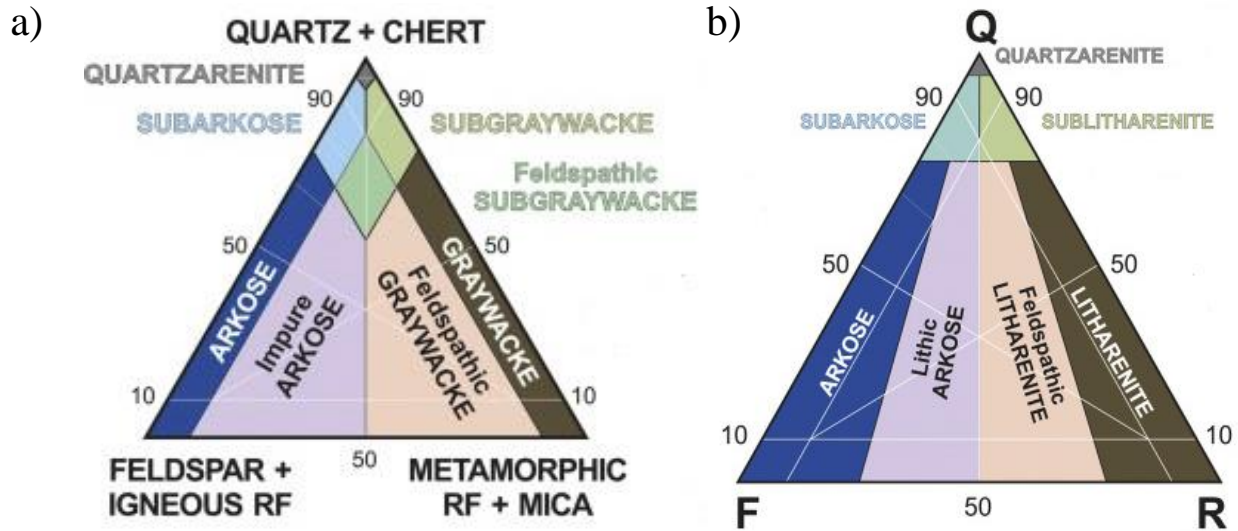 a)
QUARTZ + CHERT
QUARTZARENITE
90
90
SUBARKOSE
SUBGRAYWACKE
Feldspathic
SUBGRAYWACKE
50
50
ARKOSE
Impure
ARKOSE
Feldspathic
GRAYWACKE
GRAYWACKE
10
10
50
FELDSPAR +
IGNEOUS RF
METAMORPHIC
RF + MICA
b)
Q
QUARTZARENITE
90
90
SUBARKOSE
SUBLITHARENITE
50
50
ARKOSE
Lithic
ARKOSE
Feldspathic
LITHARENITE
LITHARENITE
10
10
F
50
R